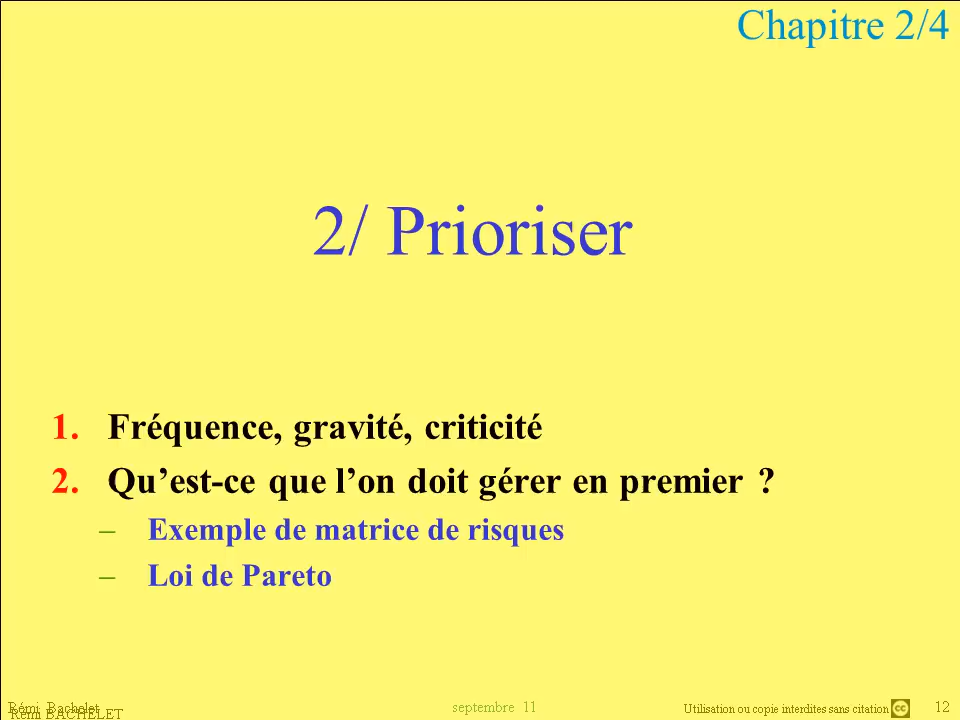 Chapitre 2/4
2/ Prioriser
1. Fréquence, gravité, criticité
2. Qu’est-ce que l’on doit gérer en premier ?
– Exemple de matrice de risques
– Loi de Pareto
Rémi Bachelet
Rémi BACHELET
septembre 11
Utilisation ou copie interdites sans citation
cc
12